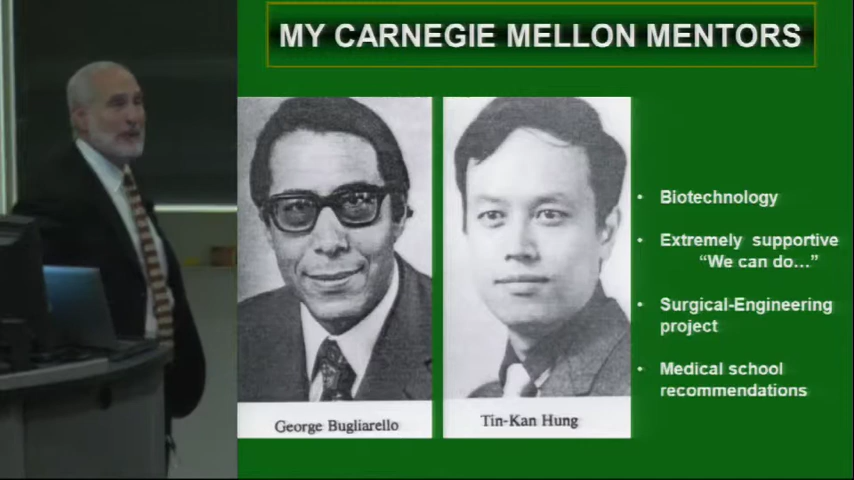 MY CARNEGIE MELLON MENTORS
George Bugliarello
Tin-Kan Hung
• Biotechnology
• Extremely supportive
“We can do…”
• Surgical-Engineering
project
• Medical school
recommendations